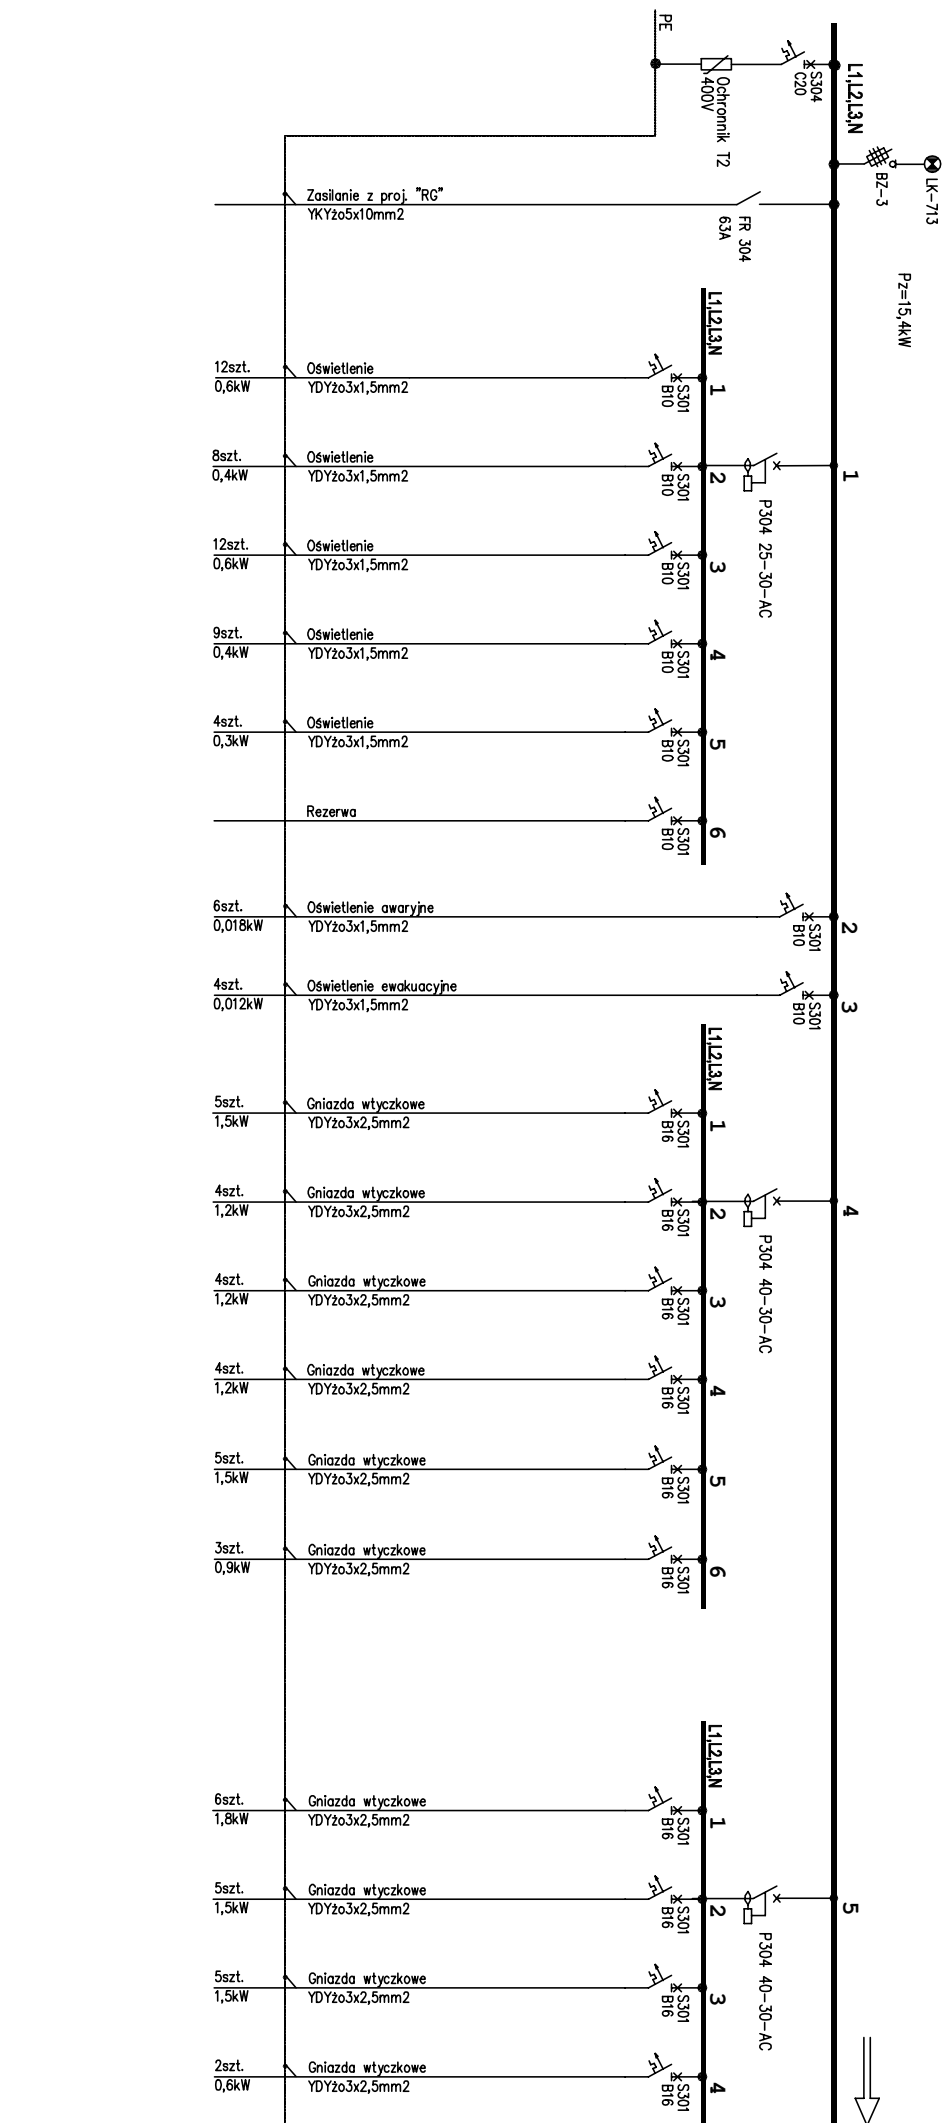 PE
S304
C20
Ochronnik T2
400V
L1,L2,L3,N
BZ-3
LK-713
Zasilanie z proj. "RG"
YKYżo5x10mm2
FR 304
63A
Pz=15,4kW
L1,L2,L3,N
12szt.
0,6kW
Oświetlenie
YDYżo3x1,5mm2
S301
B10
1
8szt.
0,4kW
Oświetlenie
YDYżo3x1,5mm2
S301
B10
2
P304 25-30-AC
1
12szt.
0,6kW
Oświetlenie
YDYżo3x1,5mm2
S301
B10
3
9szt.
0,4kW
Oświetlenie
YDYżo3x1,5mm2
S301
B10
4
4szt.
0,3kW
Oświetlenie
YDYżo3x1,5mm2
S301
B10
5
Rezerwa
S301
B10
6
6szt.
0,018kW
Oświetlenie awaryjne
YDYżo3x1,5mm2
S301
B10
2
4szt.
0,012kW
Oświetlenie ewakuacyjne
YDYżo3x1,5mm2
S301
B10
3
L1,L2,L3,N
5szt.
1,5kW
Gniazda wtyczkowe
YDYżo3x2,5mm2
S301
B16
1
4szt.
1,2kW
Gniazda wtyczkowe
YDYżo3x2,5mm2
S301
B16
2
P304 40-30-AC
4
4szt.
1,2kW
Gniazda wtyczkowe
YDYżo3x2,5mm2
S301
B16
3
4szt.
1,2kW
Gniazda wtyczkowe
YDYżo3x2,5mm2
S301
B16
4
5szt.
1,5kW
Gniazda wtyczkowe
YDYżo3x2,5mm2
S301
B16
5
3szt.
0,9kW
Gniazda wtyczkowe
YDYżo3x2,5mm2
S301
B16
6
L1,L2,L3,N
6szt.
1,8kW
Gniazda wtyczkowe
YDYżo3x2,5mm2
S301
B16
1
5szt.
1,5kW
Gniazda wtyczkowe
YDYżo3x2,5mm2
S301
B16
2
P304 40-30-AC
5
5szt.
1,5kW
Gniazda wtyczkowe
YDYżo3x2,5mm2
S301
B16
3
2szt.
0,6kW
Gniazda wtyczkowe
YDYżo3x2,5mm2
S301
B16
4